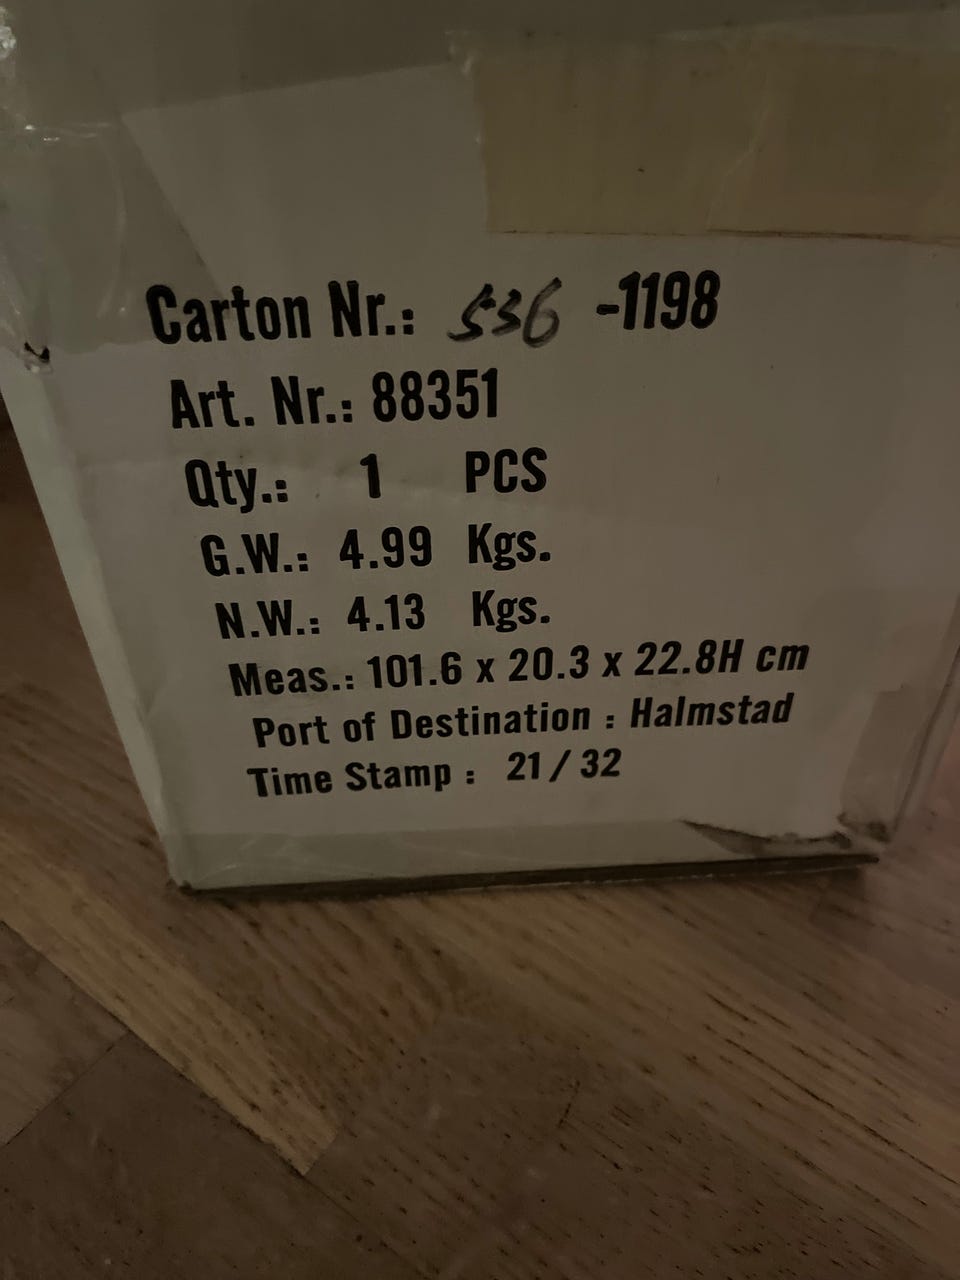 Carton Nr.: 536 -1198
Art. Nr.: 88351
Qty.: 1 PCS
G.W.: 4.99 Kgs.
N.W.: 4.13 Kgs.
Meas.: 101.6 x 20.3 x 22.8H cm
Port of Destination : Halmstad
Time Stamp : 21 / 32